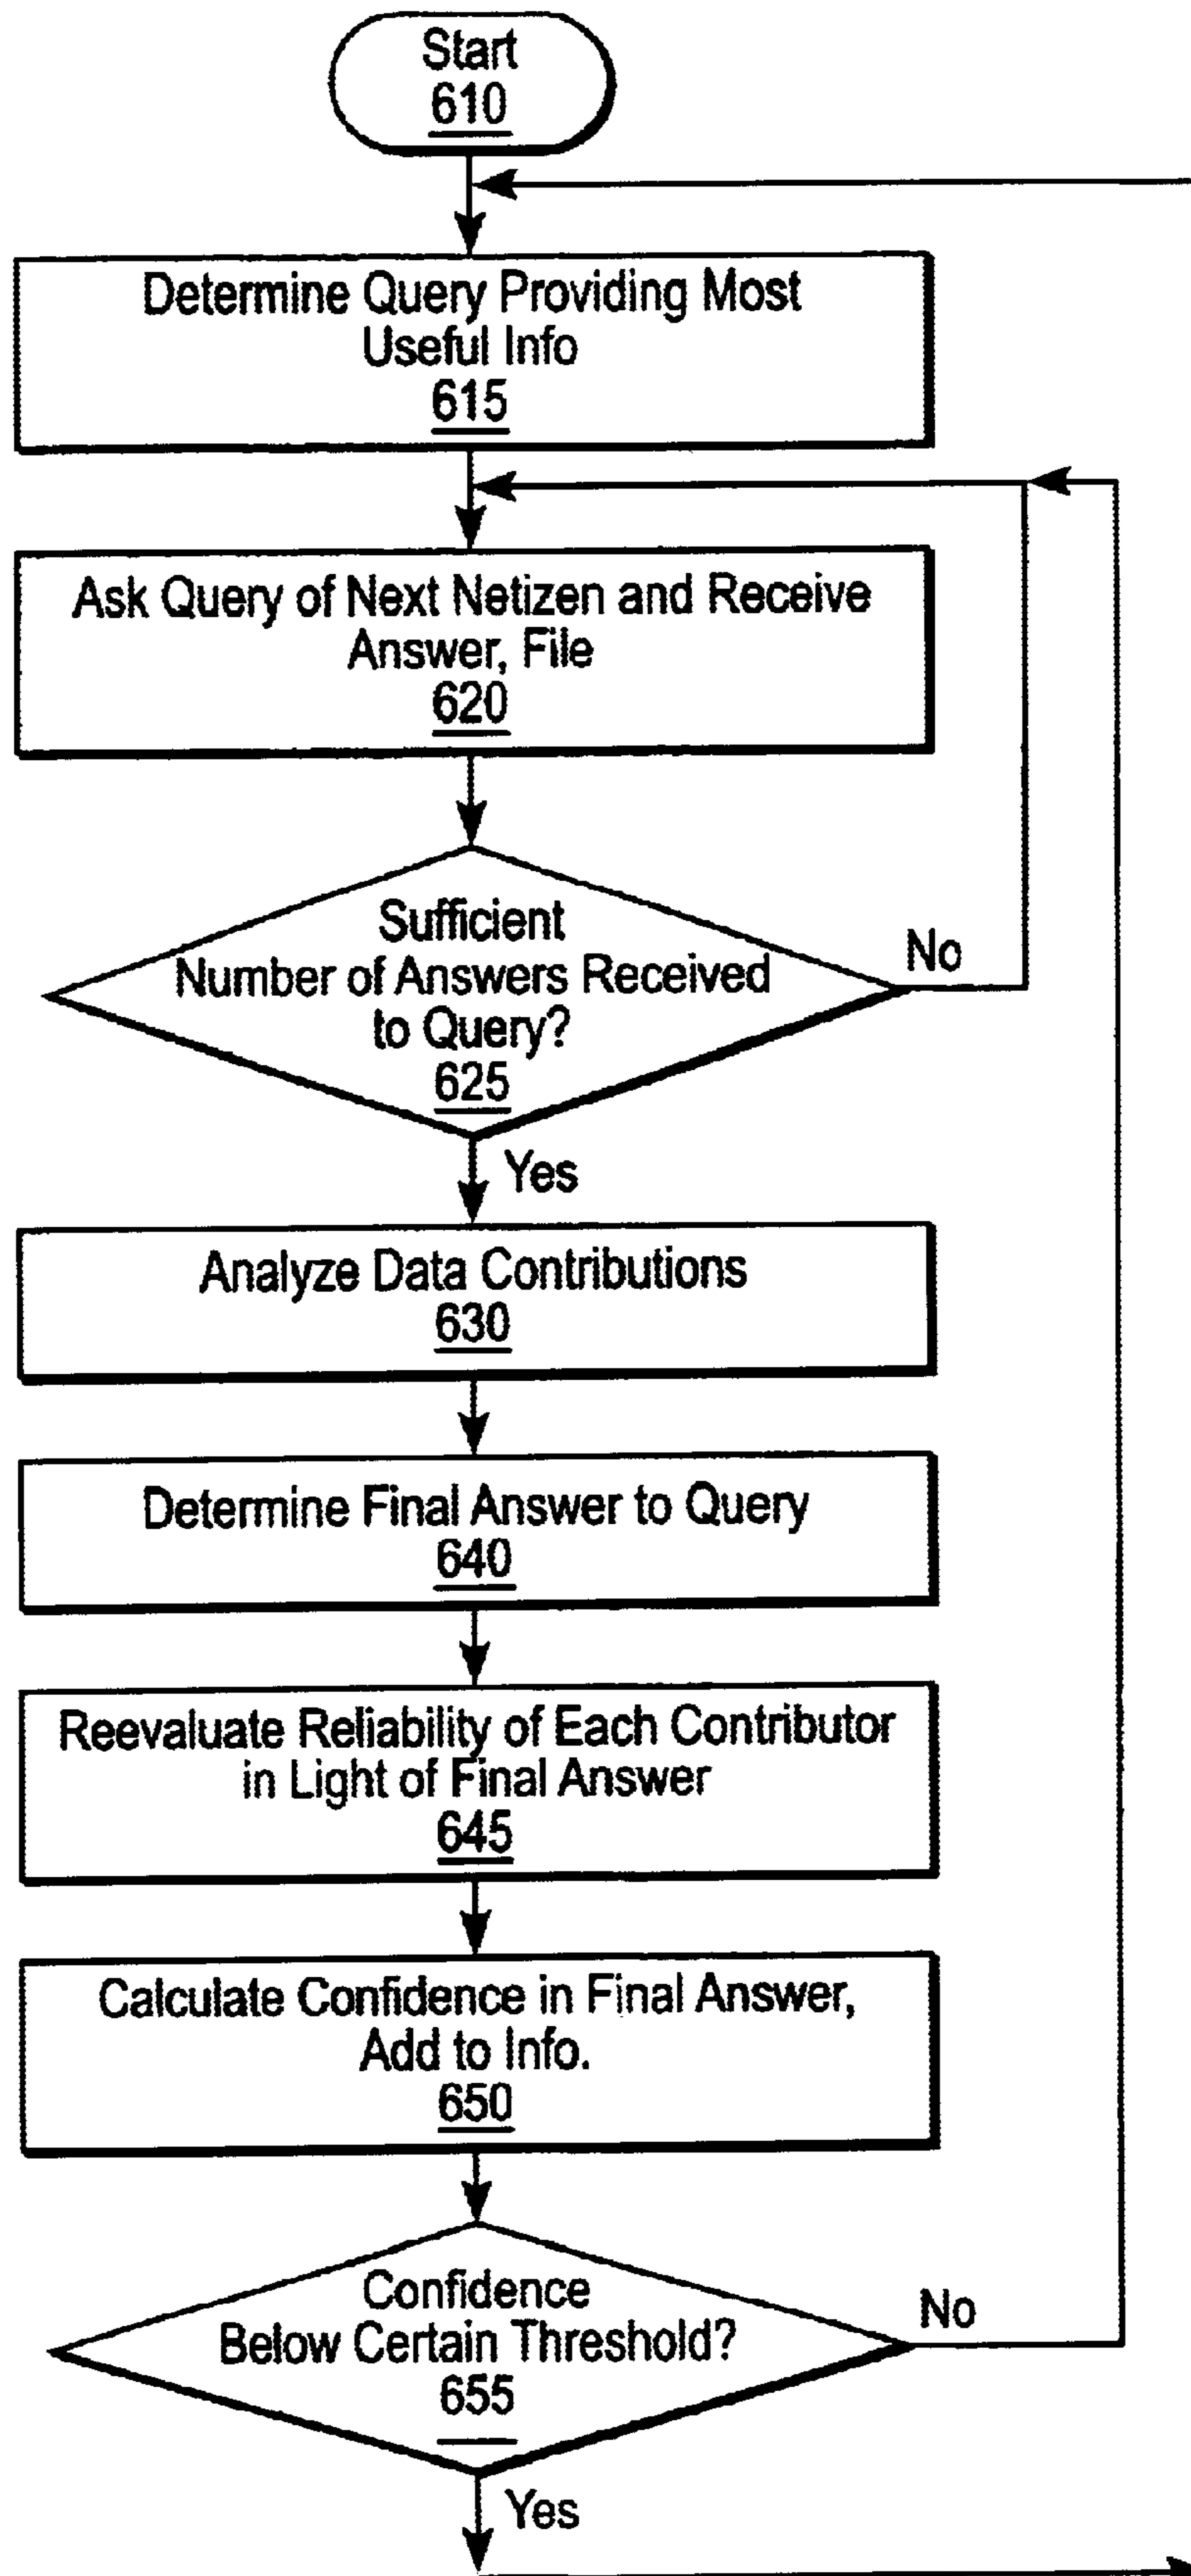 Start
610
Determine Query Providing Most
Useful Info
615
Ask Query of Next Netizen and Receive
Answer, File
620
Sufficient
Number of Answers Received
to Query?
625
No
Yes
Analyze Data Contributions
630
Determine Final Answer to Query
640
Reevaluate Reliability of Each Contributor
in Light of Final Answer
645
Calculate Confidence in Final Answer,
Add to Info.
650
Confidence
Below Certain Threshold?
655
No
Yes